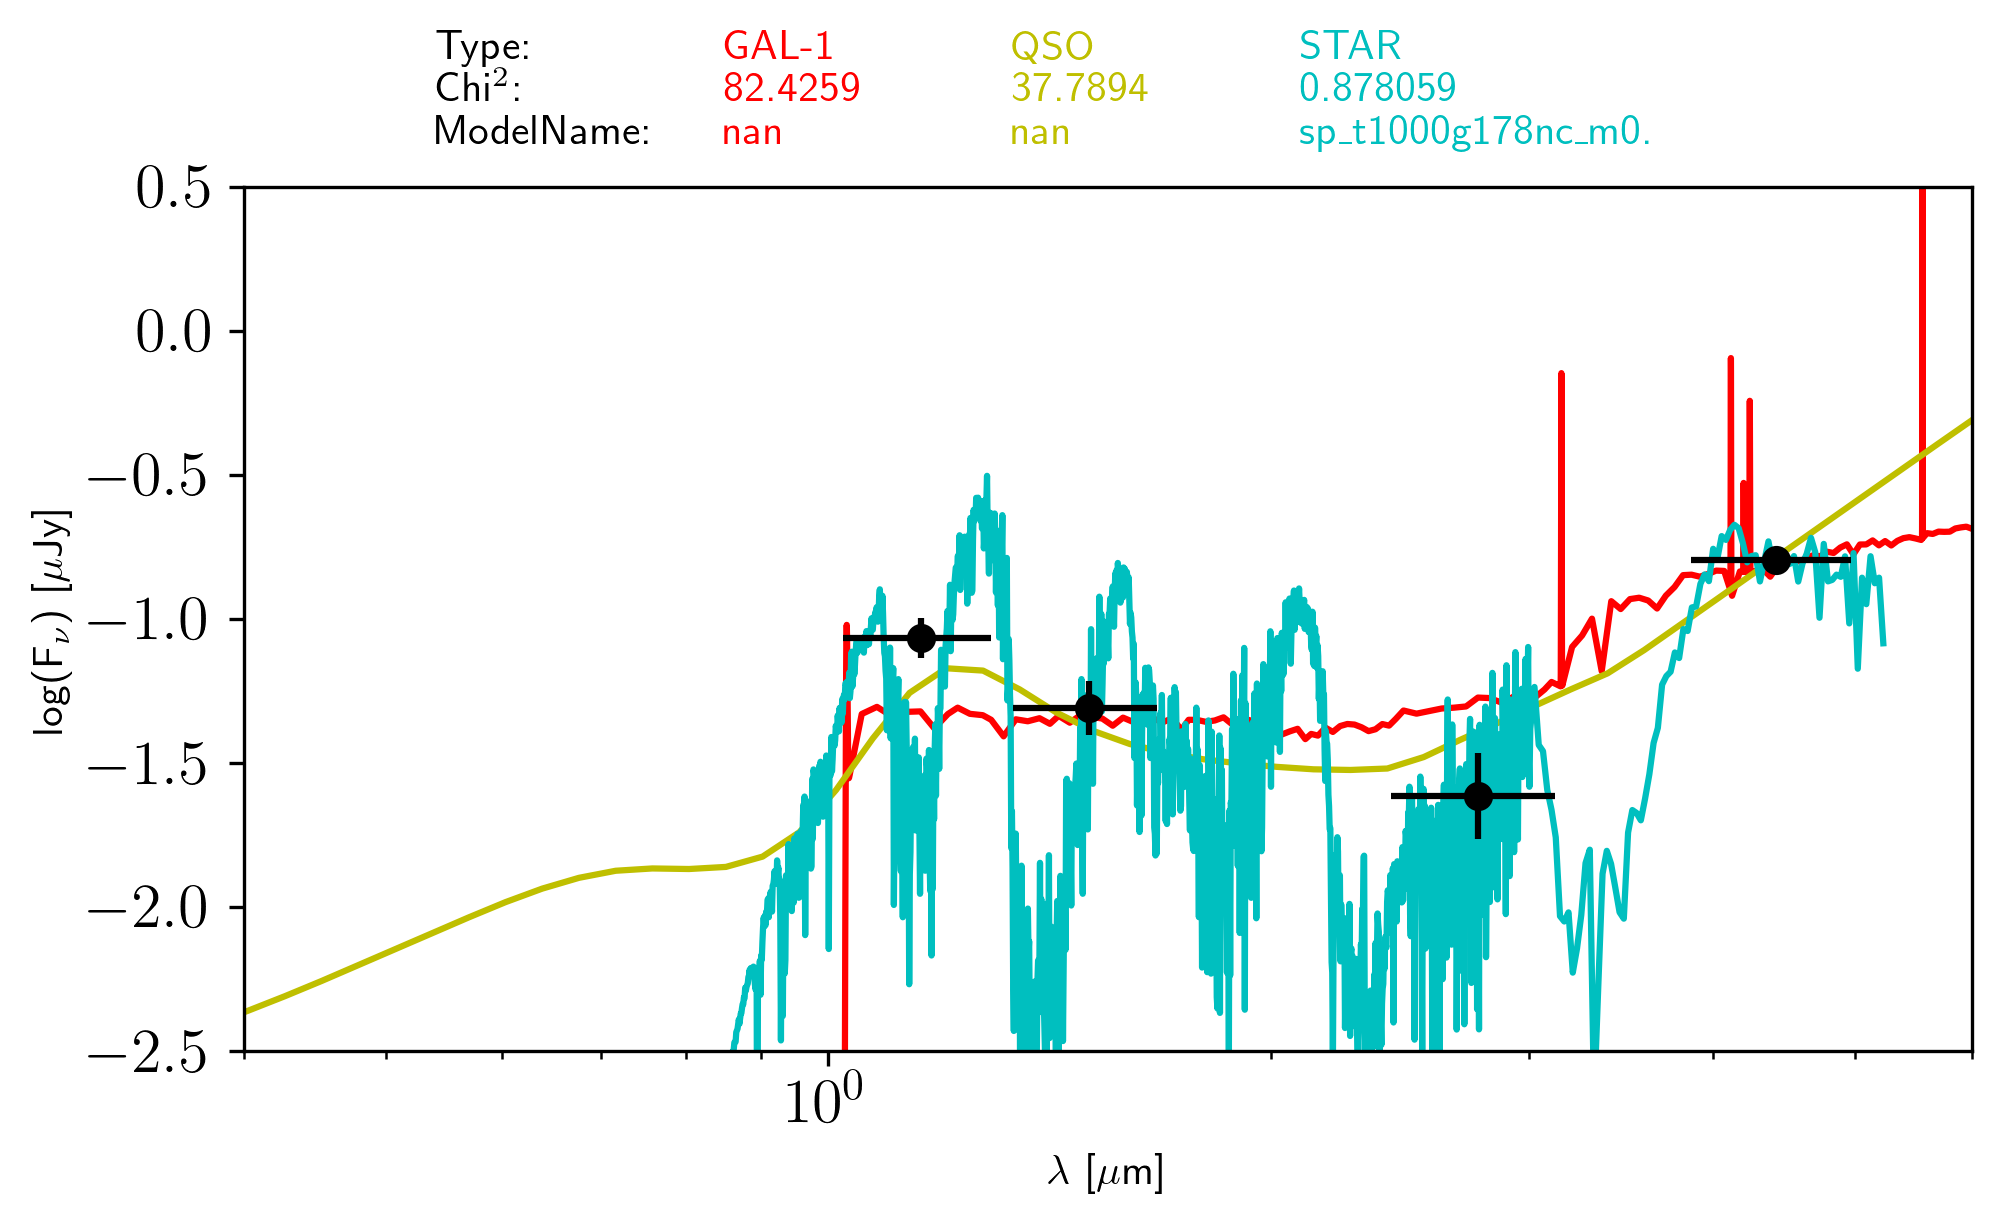 Type: GAL-1 QSO STAR
Chi²: 82.4259 37.7894 0.878059
ModelName: nan nan sp_t1000g178nc_m0.
0.5
0.0
−0.5
−1.0
−1.5
−2.0
−2.5
log(Fν) [μJy]
10⁰
λ [μm]